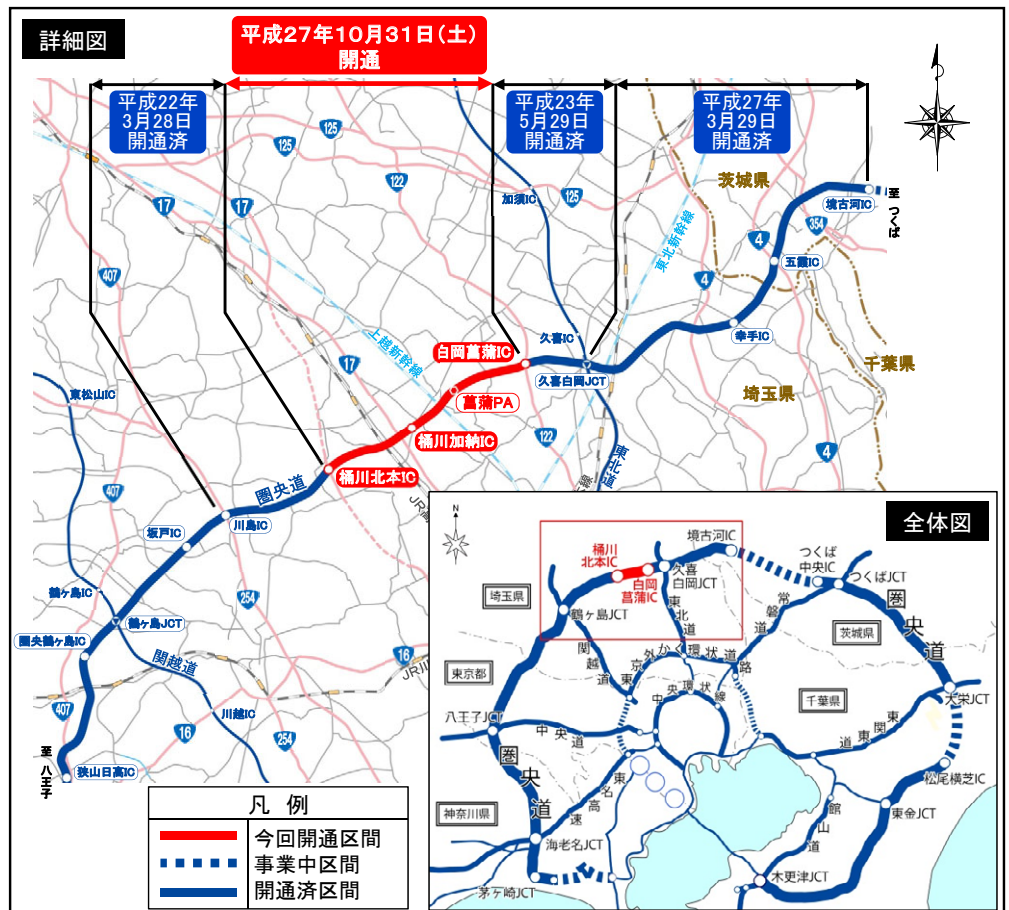 詳細図
平成27年10月31日(土)
開通
平成22年
3月28日
開通済
平成23年
5月29日
開通済
平成27年
3月29日
開通済
125
125
122
加須IC
125
茨城県
境古河IC
至 つくば
17
17
354
4
東北新幹線
五霞IC
407
4
上越新幹線
久喜IC
幸手IC
白岡菖蒲IC
17
久喜白岡JCT
千葉県
東松山IC
菖蒲PA
埼玉県
桶川加納IC
122
4
東北道
桶川北本IC
407
圏央道
川島IC
坂戸IC
鶴ヶ島IC
254
鶴ヶ島JCT
圏央鶴ヶ島IC
関越道
16
407
川越IC
16
254
至 八王子
狭山日高IC
凡 例
今回開通区間
事業中区間
開通済区間
全体図
N
境古河IC
桶川
北本IC
つくば
中央IC
久喜
白岡JCT
つくばJCT
白岡
菖蒲IC
埼玉県
鶴ヶ島JCT
東北道
常磐道
圏央道
茨城県
関越道
東京外かく環状道路
東京都
中央環状線
千葉県
大栄JCT
八王子JCT
中央道
東関東道
圏央道
東名高速
松尾横芝IC
神奈川県
館山道
東金JCT
海老名JCT
木更津JCT
茅ヶ崎JCT